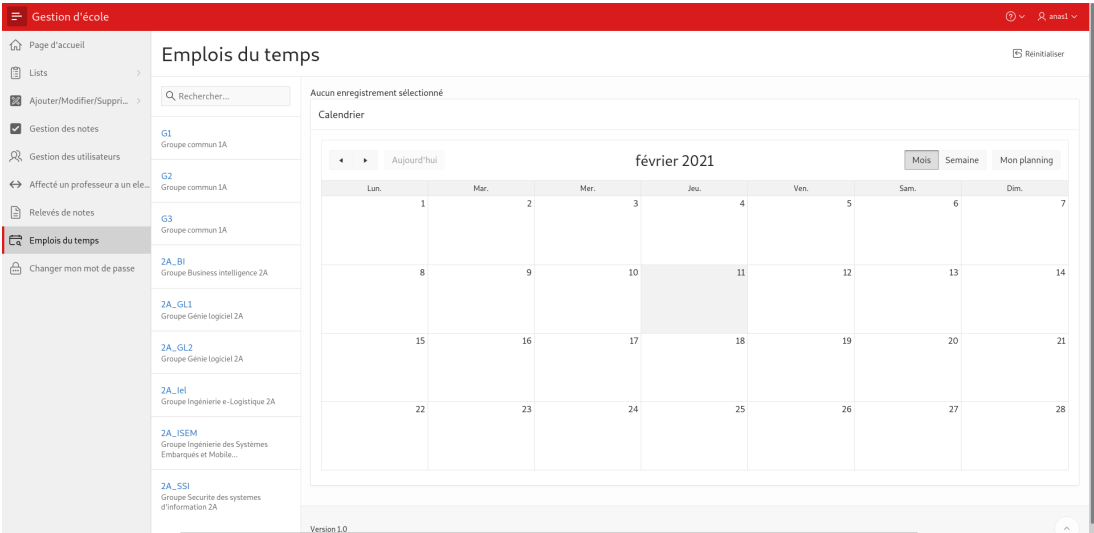 Gestion d'école
anas1
Page d'accueil
Lists
Ajouter/Modifier/Suppri...
Gestion des notes
Gestion des utilisateurs
Affecté un professeur a un ele...
Relevés de notes
Emplois du temps
Changer mon mot de passe
Emplois du temps
Réinitialiser
Rechercher...
G1
Groupe commun 1A
G2
Groupe commun 1A
G3
Groupe commun 1A
2A_BI
Groupe Business intelligence 2A
2A_GL1
Groupe Génie logiciel 2A
2A_GL2
Groupe Génie logiciel 2A
2A_Iel
Groupe Ingénierie e-Logistique 2A
2A_ISEM
Groupe Ingénierie des Systèmes
Embarqués et Mobile...
2A_SSI
Groupe Securite des systemes
d'information 2A
Aucun enregistrement sélectionné
Calendrier
Aujourd'hui
février 2021
Mois Semaine Mon planning
Lun. Mar. Mer. Jeu. Ven. Sam. Dim.
1 2 3 4 5 6 7
8 9 10 11 12 13 14
15 16 17 18 19 20 21
22 23 24 25 26 27 28
Version 1.0